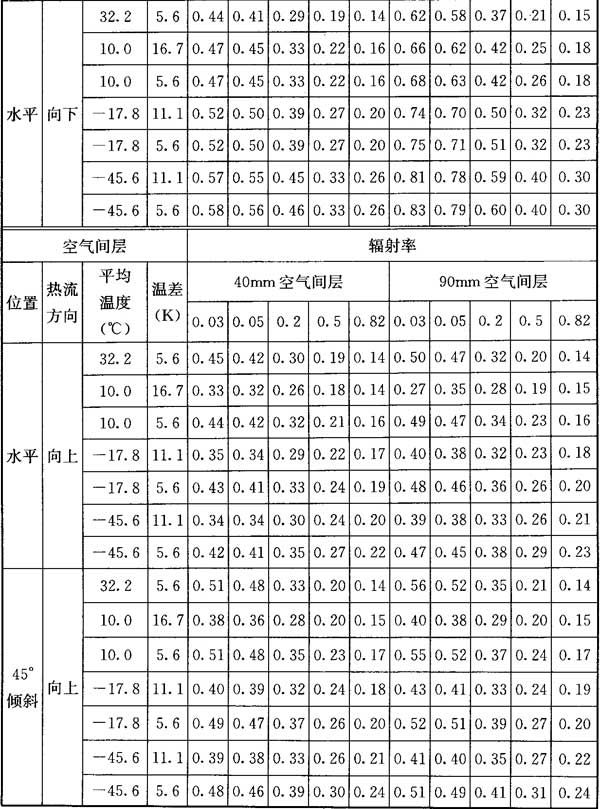 32.2 5.6 0.44 0.41 0.29 0.19 0.14 0.62 0.58 0.37 0.21 0.15
10.0 16.7 0.47 0.45 0.33 0.22 0.16 0.66 0.62 0.42 0.25 0.18
10.0 5.6 0.47 0.45 0.33 0.22 0.16 0.68 0.63 0.42 0.26 0.18
水平 向下 -17.8 11.1 0.52 0.50 0.39 0.27 0.20 0.74 0.70 0.50 0.32 0.23
-17.8 5.6 0.52 0.50 0.39 0.27 0.20 0.75 0.71 0.51 0.32 0.23
-45.6 11.1 0.57 0.55 0.45 0.33 0.26 0.81 0.78 0.59 0.40 0.30
-45.6 5.6 0.58 0.56 0.46 0.33 0.26 0.83 0.79 0.60 0.40 0.30
空气间层 辐射率
位置 热流方向 平均温度(℃) 温差(K) 40mm空气间层 90mm空气间层
0.03 0.05 0.2 0.5 0.82 0.03 0.05 0.2 0.5 0.82
32.2 5.6 0.45 0.42 0.30 0.19 0.14 0.50 0.47 0.32 0.20 0.14
10.0 16.7 0.33 0.32 0.26 0.18 0.14 0.27 0.35 0.28 0.19 0.15
10.0 5.6 0.44 0.42 0.32 0.21 0.16 0.49 0.47 0.34 0.23 0.16
水平 向上 -17.8 11.1 0.35 0.34 0.29 0.22 0.17 0.40 0.38 0.32 0.23 0.18
-17.8 5.6 0.43 0.41 0.33 0.24 0.19 0.48 0.46 0.36 0.26 0.20
-45.6 11.1 0.34 0.34 0.30 0.24 0.20 0.39 0.38 0.33 0.26 0.21
-45.6 5.6 0.42 0.41 0.35 0.27 0.22 0.47 0.45 0.38 0.29 0.23
32.2 5.6 0.51 0.48 0.33 0.20 0.14 0.56 0.52 0.35 0.21 0.14
10.0 16.7 0.38 0.36 0.28 0.20 0.15 0.40 0.38 0.29 0.20 0.15
10.0 5.6 0.51 0.48 0.35 0.23 0.17 0.55 0.52 0.37 0.24 0.17
45°倾斜 向上 -17.8 11.1 0.40 0.39 0.32 0.24 0.18 0.43 0.41 0.33 0.24 0.19
-17.8 5.6 0.49 0.47 0.37 0.26 0.20 0.52 0.51 0.39 0.27 0.20
-45.6 11.1 0.39 0.38 0.33 0.26 0.21 0.41 0.40 0.35 0.27 0.22
-45.6 5.6 0.48 0.46 0.39 0.30 0.24 0.51 0.49 0.41 0.31 0.24